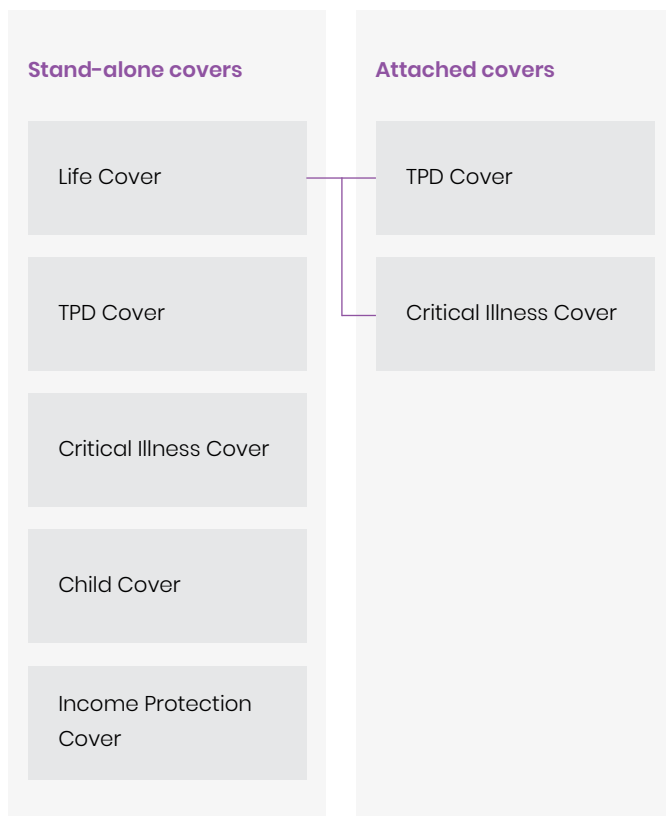 Stand-alone covers
Life Cover
TPD Cover
Critical Illness Cover
Child Cover
Income Protection
Cover
Attached covers
TPD Cover
Critical Illness Cover